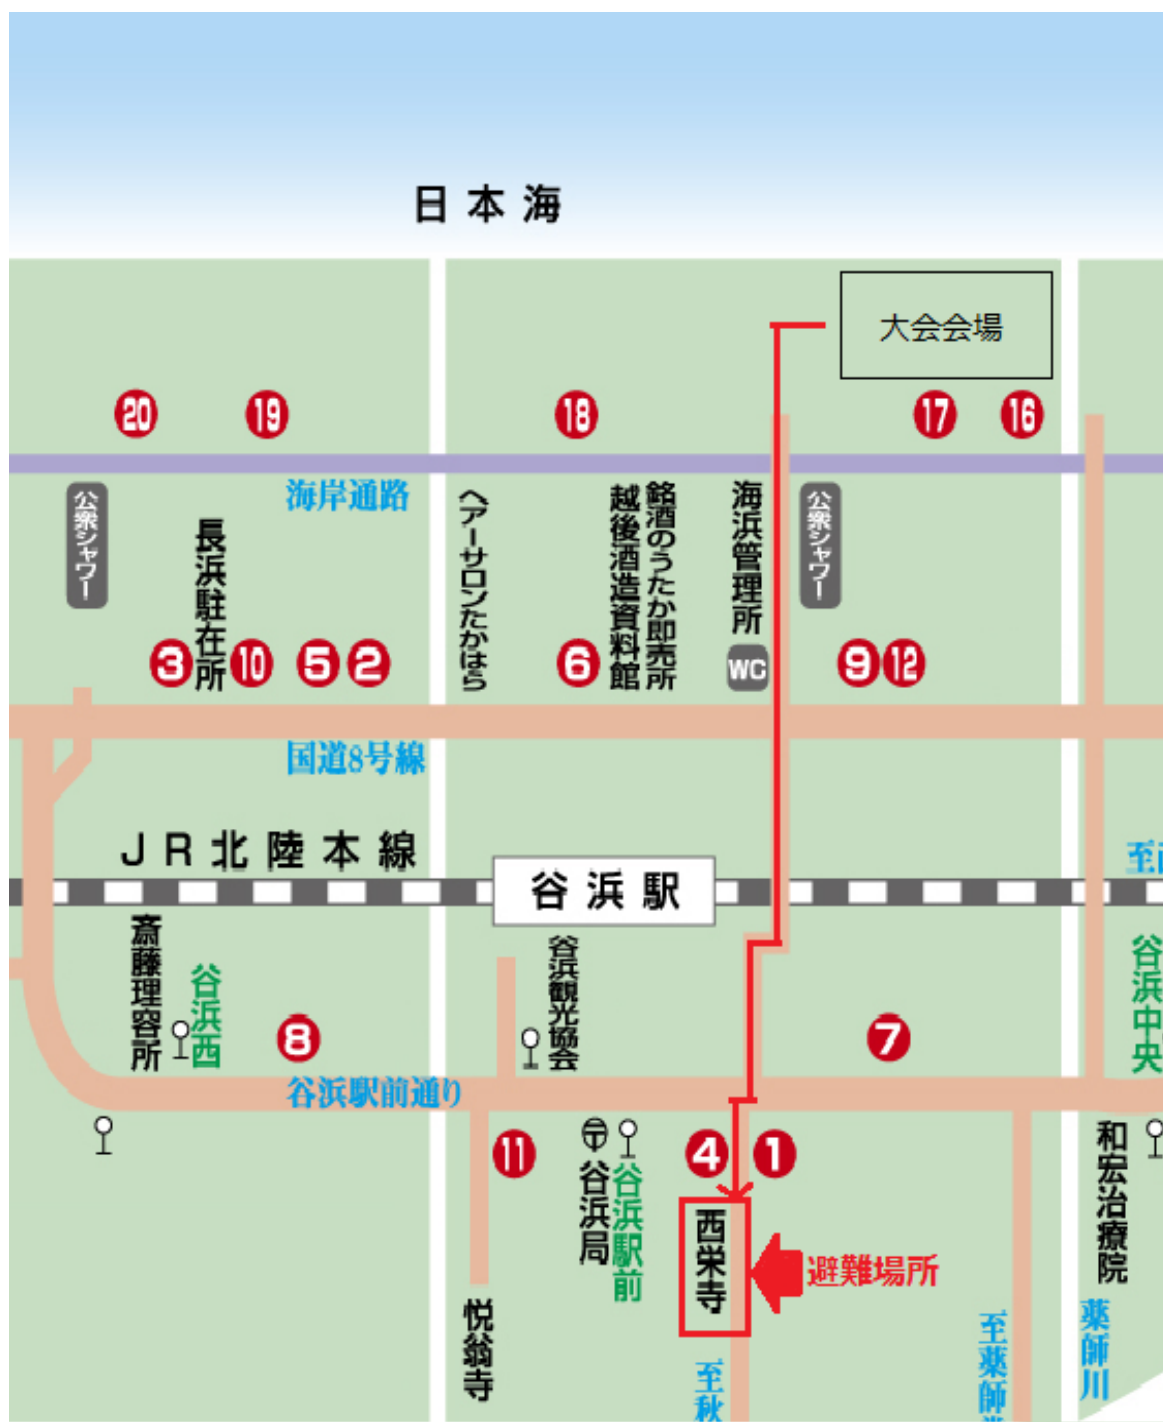 日本海
大会会場
20
19
18
17
16
海岸通路
公衆シャワー
長浜駐在所
ヘアーサロンたかはら
銘酒のうたか即売所
越後酒造資料館
海浜管理所
WC
公衆シャワー
3
10
5
2
6
9
12
国道8号線
JR北陸本線
谷浜駅
至
斎藤理容所
谷浜西
8
谷浜観光協会
7
谷浜中央
谷浜駅前通り
11
谷浜局
谷浜駅前
4
1
和宏治療院
西栄寺
避難場所
悦翁寺
至秋
至薬師
薬師川